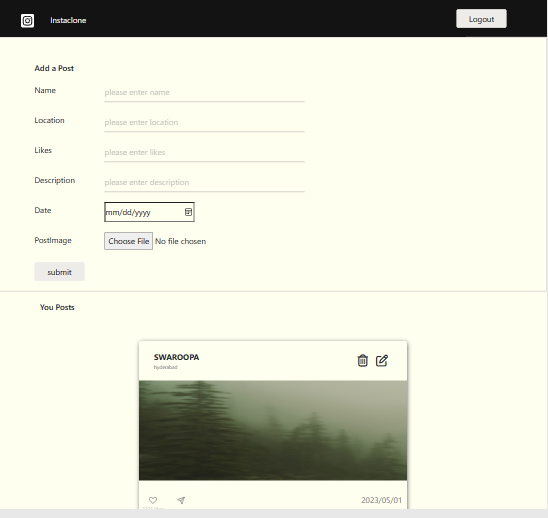 Instaclone
Logout
Add a Post
Name
please enter name
Location
please enter location
Likes
please enter likes
Description
please enter description
Date
mm/dd/yyyy
PostImage
Choose File No file chosen
submit
You Posts
SWAROOPA
hyderabad
2023/05/01